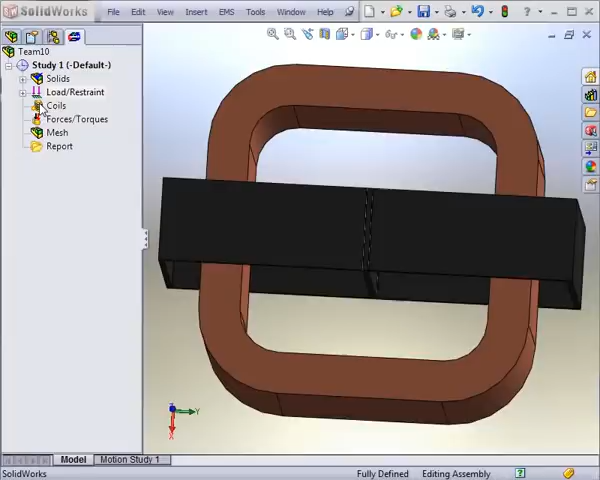 SolidWorks File Edit View Insert EMS Tools Window Help
Team10
Study 1 (-Default-)
Solids
Load/Restraint
Coils
Forces/Torques
Mesh
Report
Y
X
Model Motion Study 1
SolidWorks Fully Defined Editing Assembly ?